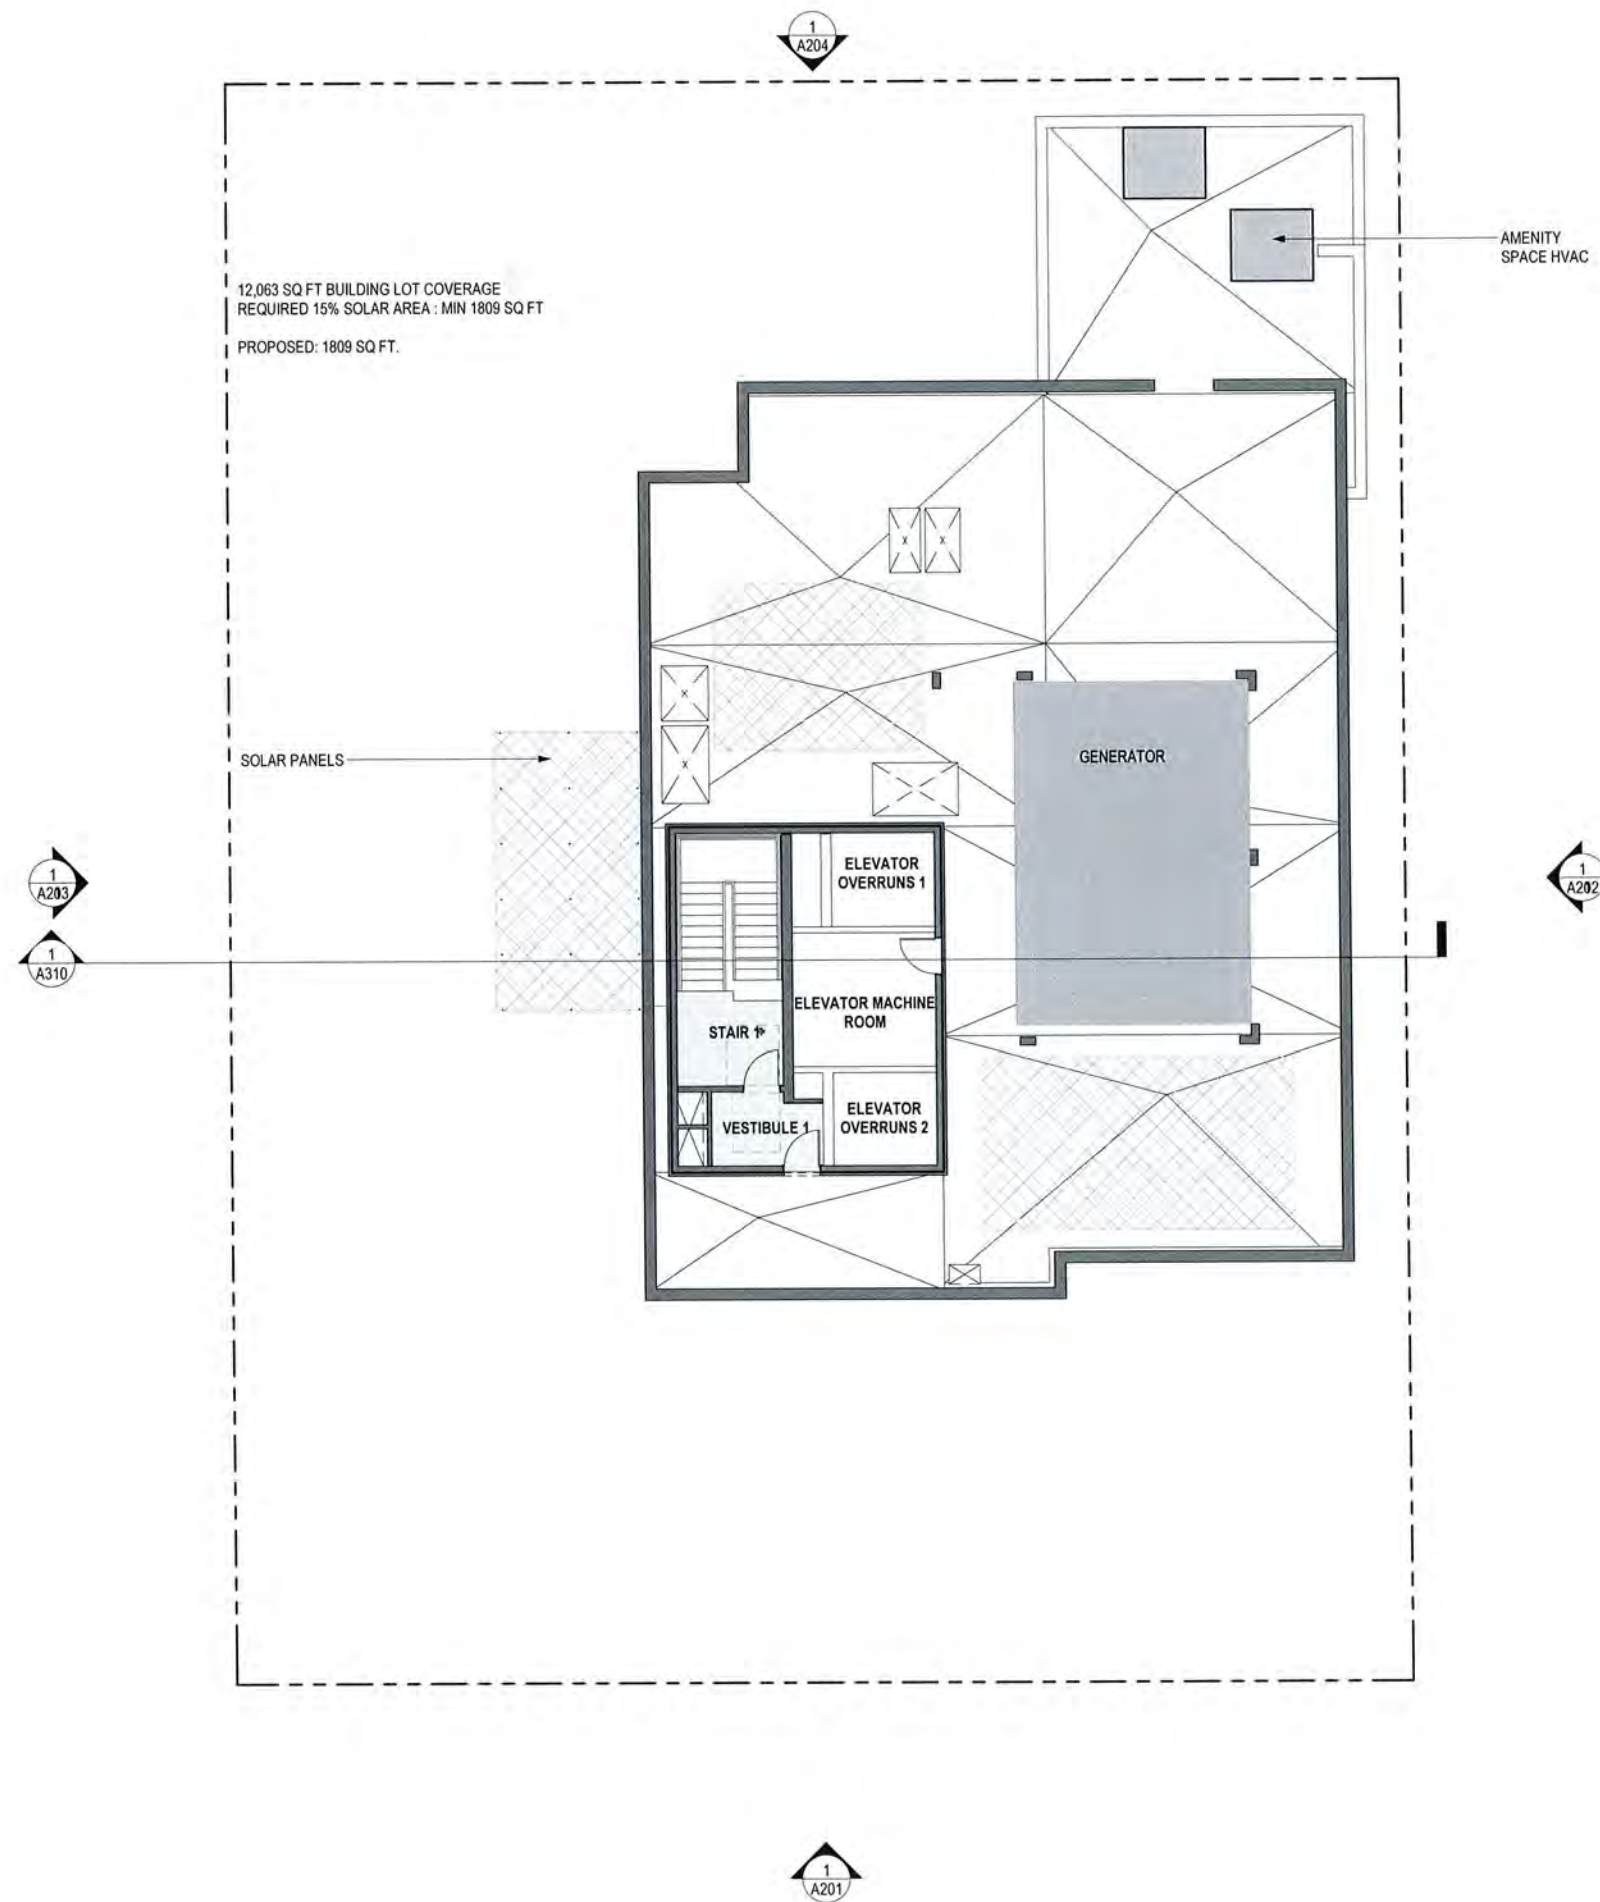 1
A204
AMENITY
SPACE HVAC
12,063 SQ FT BUILDING LOT COVERAGE
REQUIRED 15% SOLAR AREA : MIN 1809 SQ FT
PROPOSED: 1809 SQ FT.
X X
X
X
SOLAR PANELS
GENERATOR
1
A203
1
A310
1
A202
ELEVATOR
OVERRUNS 1
ELEVATOR MACHINE
ROOM
STAIR 1
ELEVATOR
OVERRUNS 2
VESTIBULE 1
1
A201